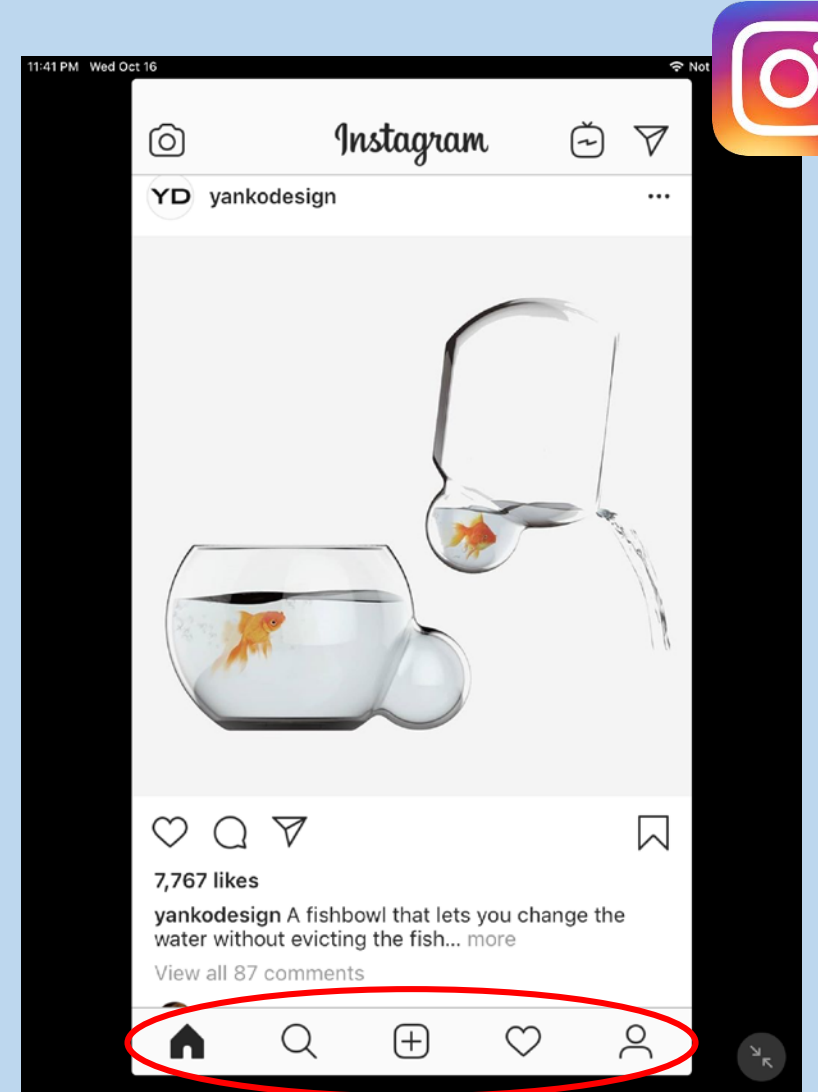 11:41 PM Wed Oct 16
Not
Instagram
YD yankodesign
7,767 likes
yankodesign A fishbowl that lets you change the
water without evicting the fish... more
View all 87 comments